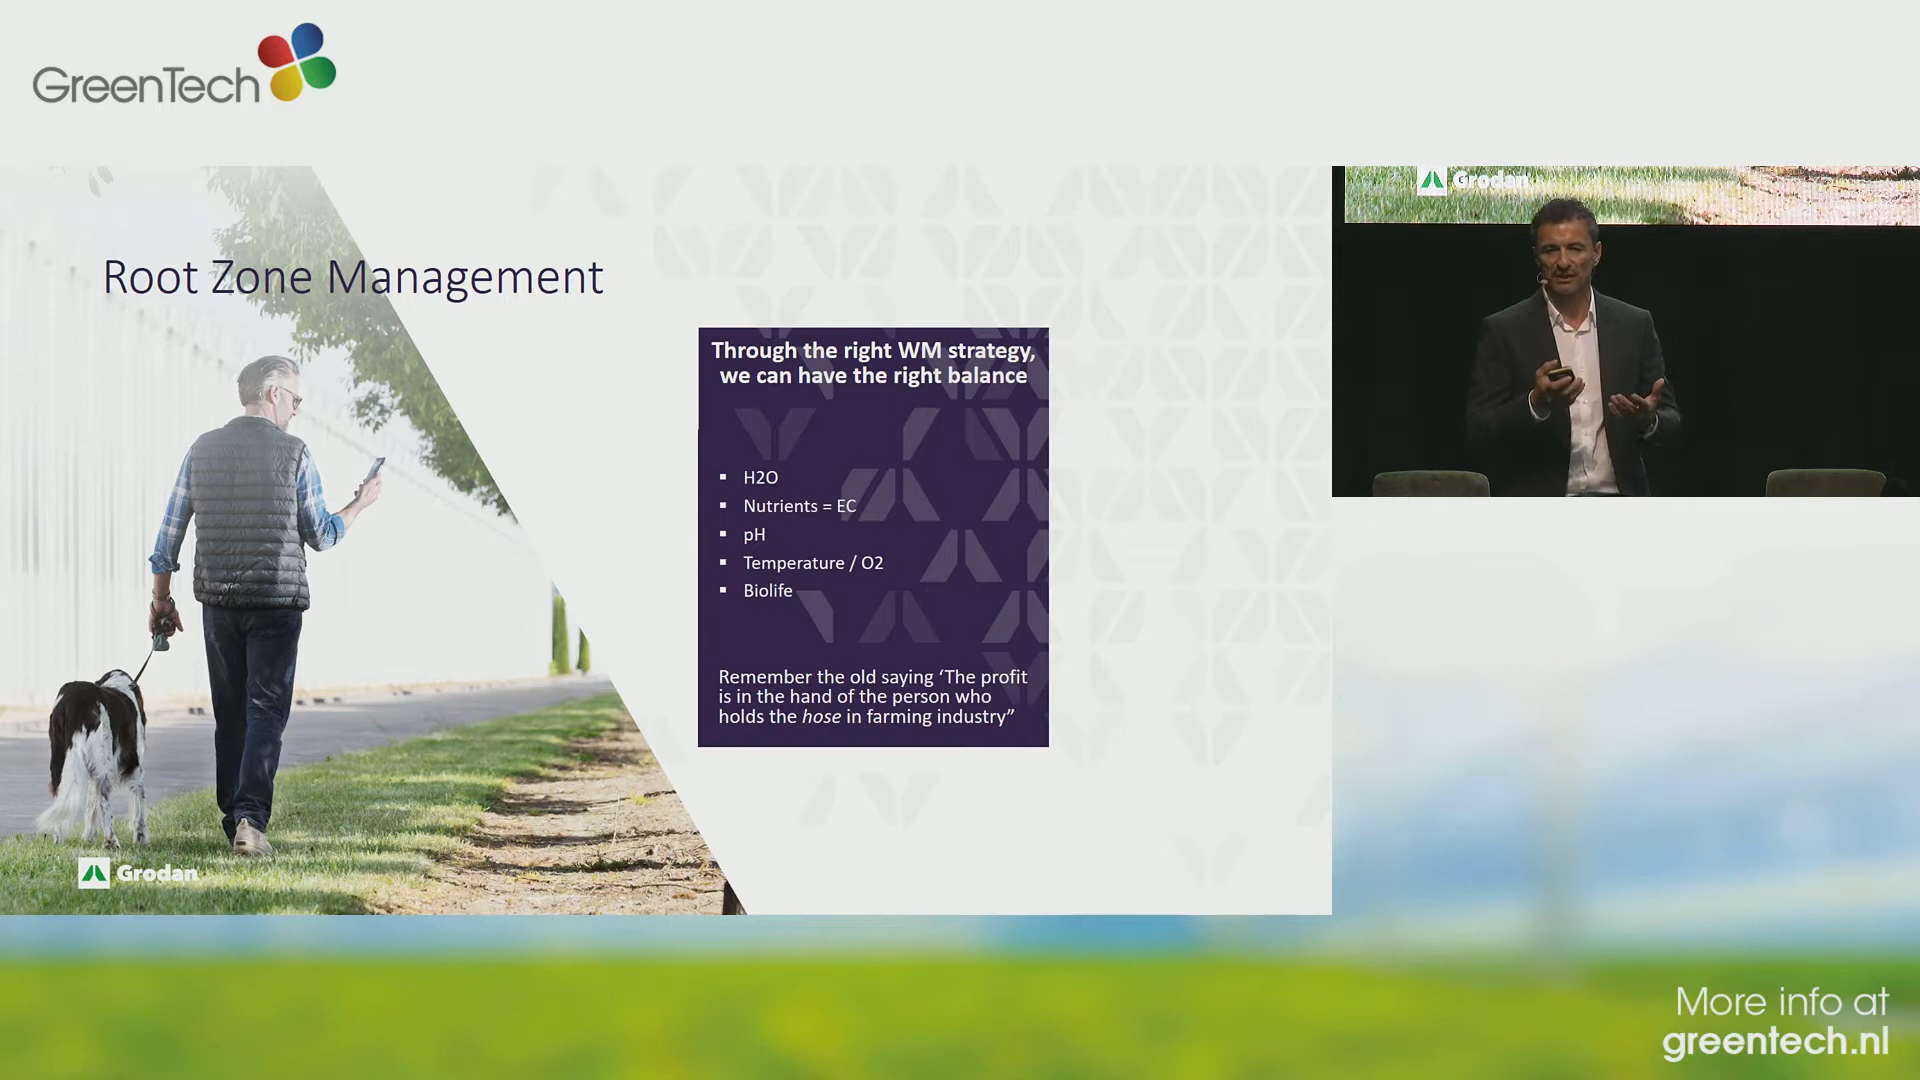 GreenTech
Grodan
Root Zone Management
Through the right WM strategy,
we can have the right balance
▪ H2O
▪ Nutrients = EC
▪ pH
▪ Temperature / O2
▪ Biolife
Remember the old saying ‘The profit
is in the hand of the person who
holds the hose in farming industry”
Grodan
More info at
greentech.nl